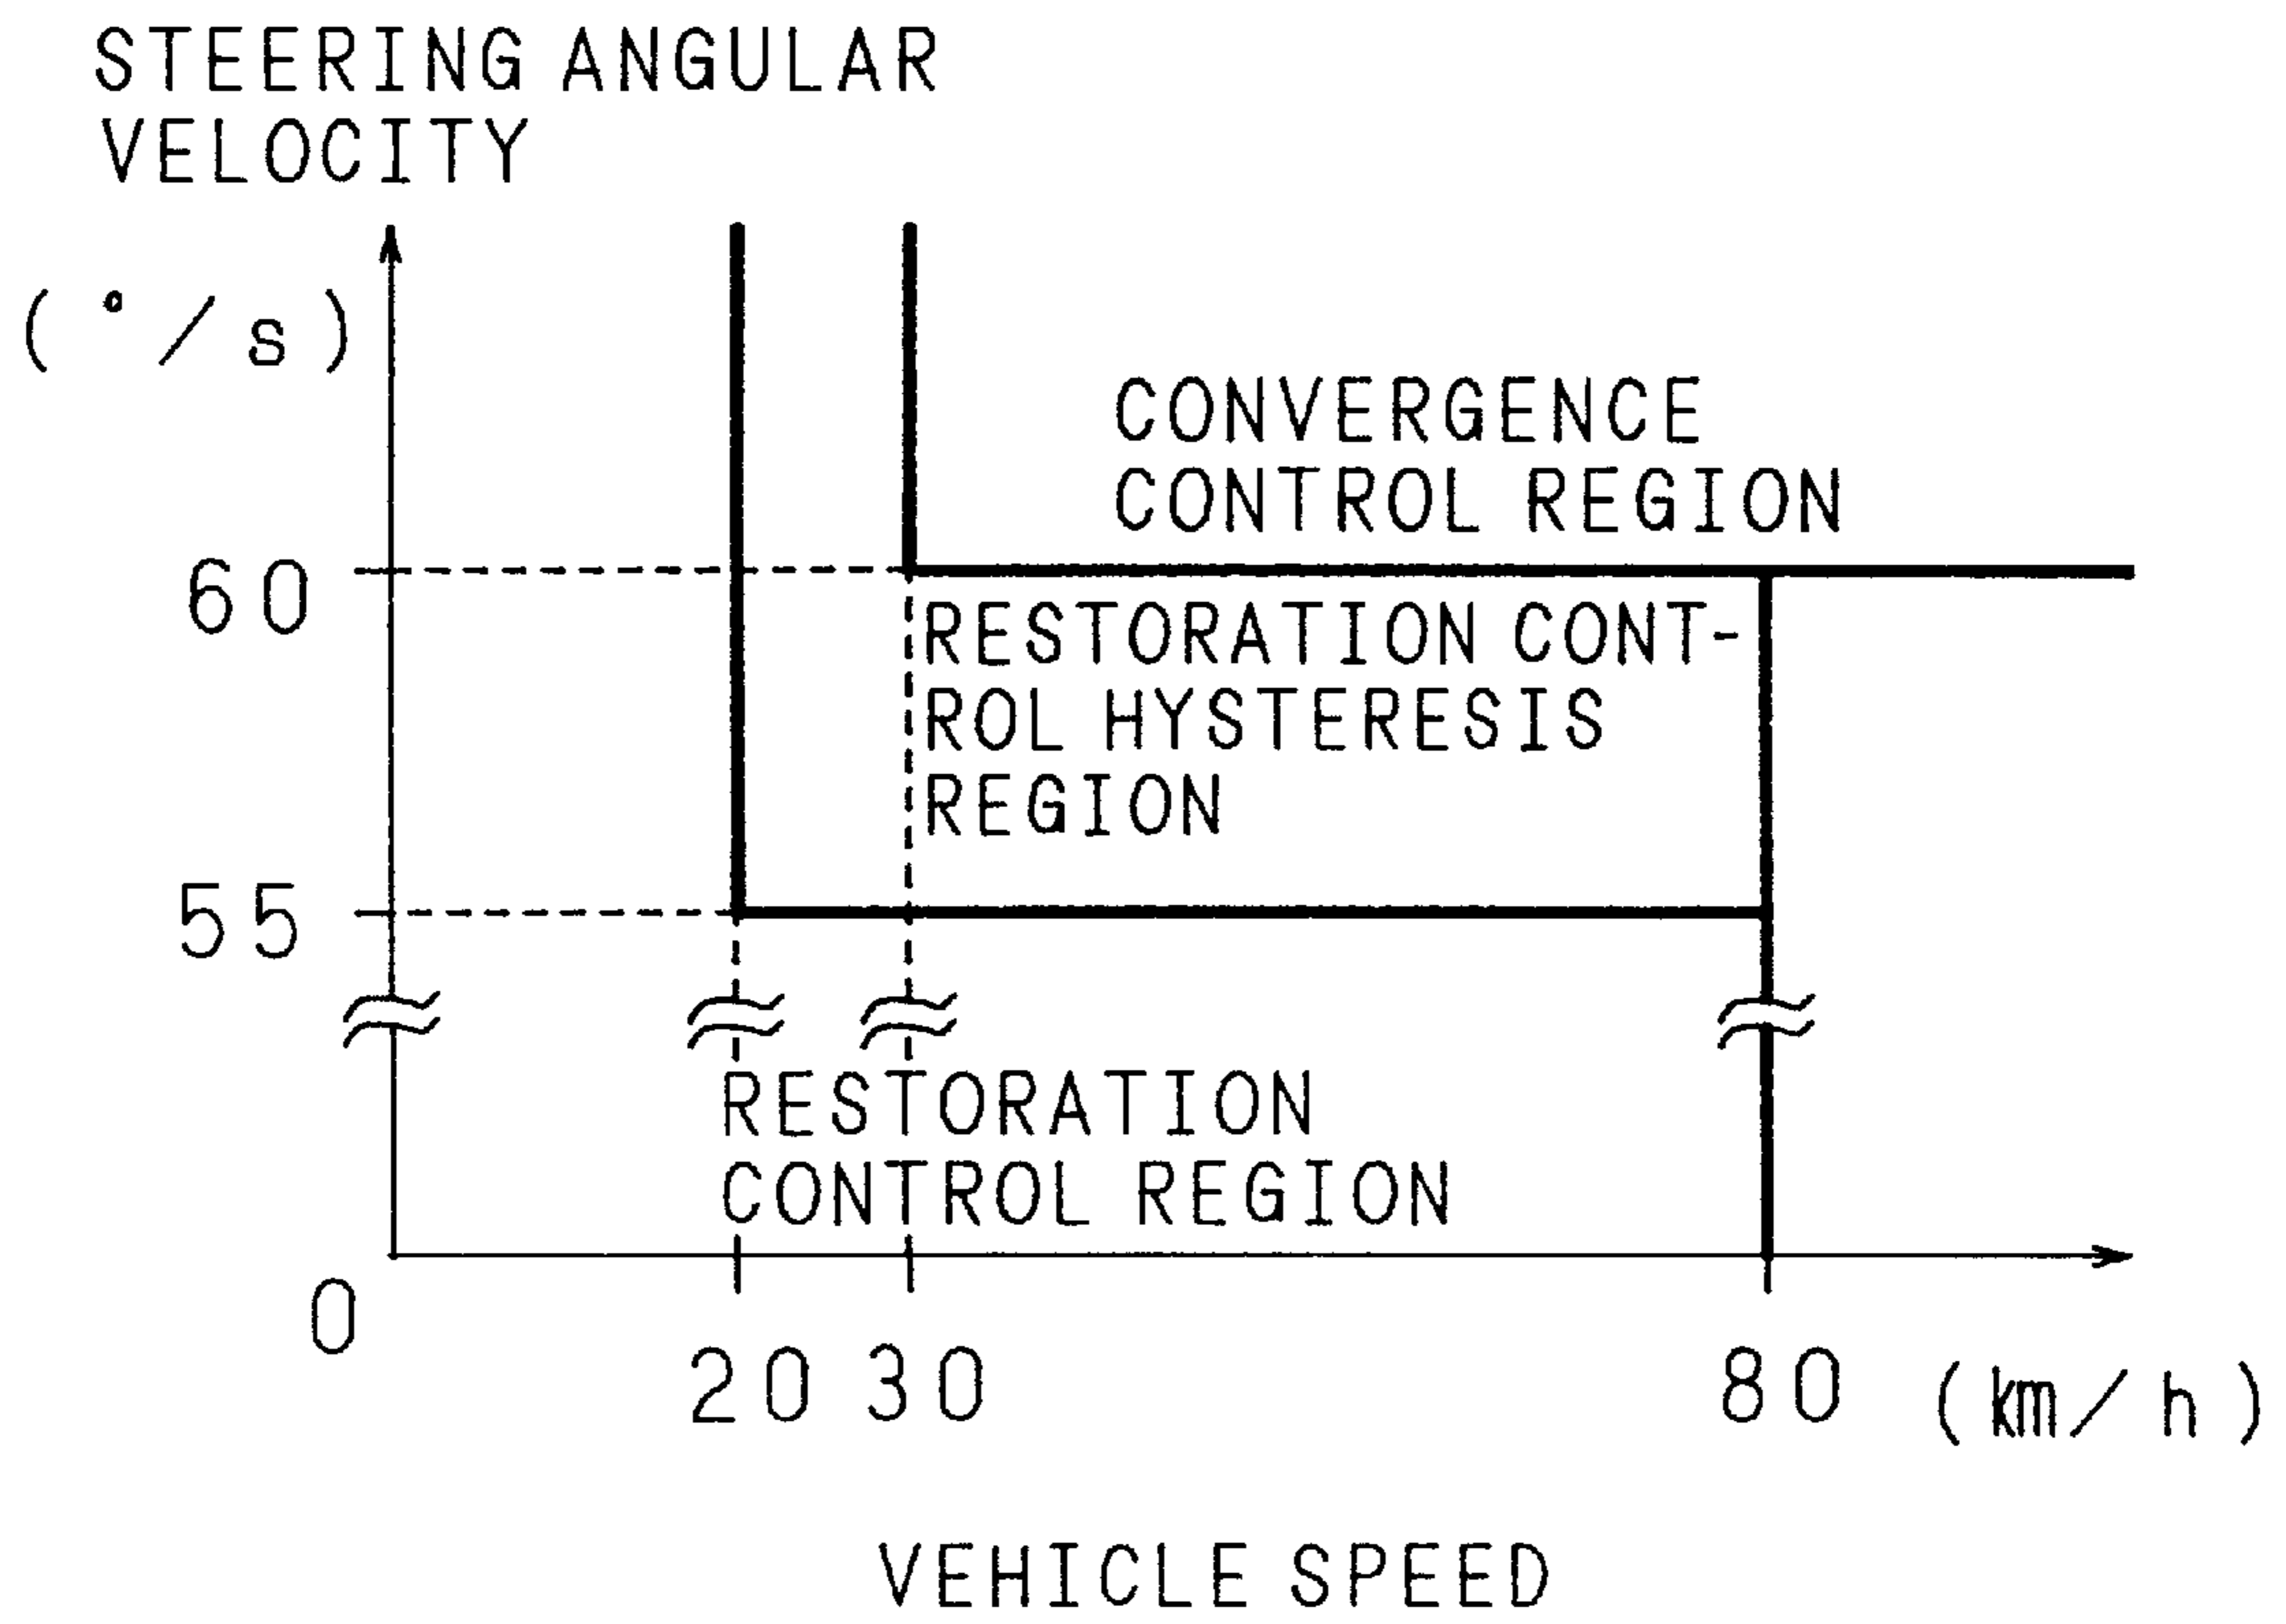 STEERING ANGULAR
VELOCITY
(°/s)
CONVERGENCE
CONTROL REGION
60
RESTORATION CONT-
ROL HYSTERESIS
REGION
55
RESTORATION
CONTROL REGION
0
20 30 80 (km/h)
VEHICLE SPEED